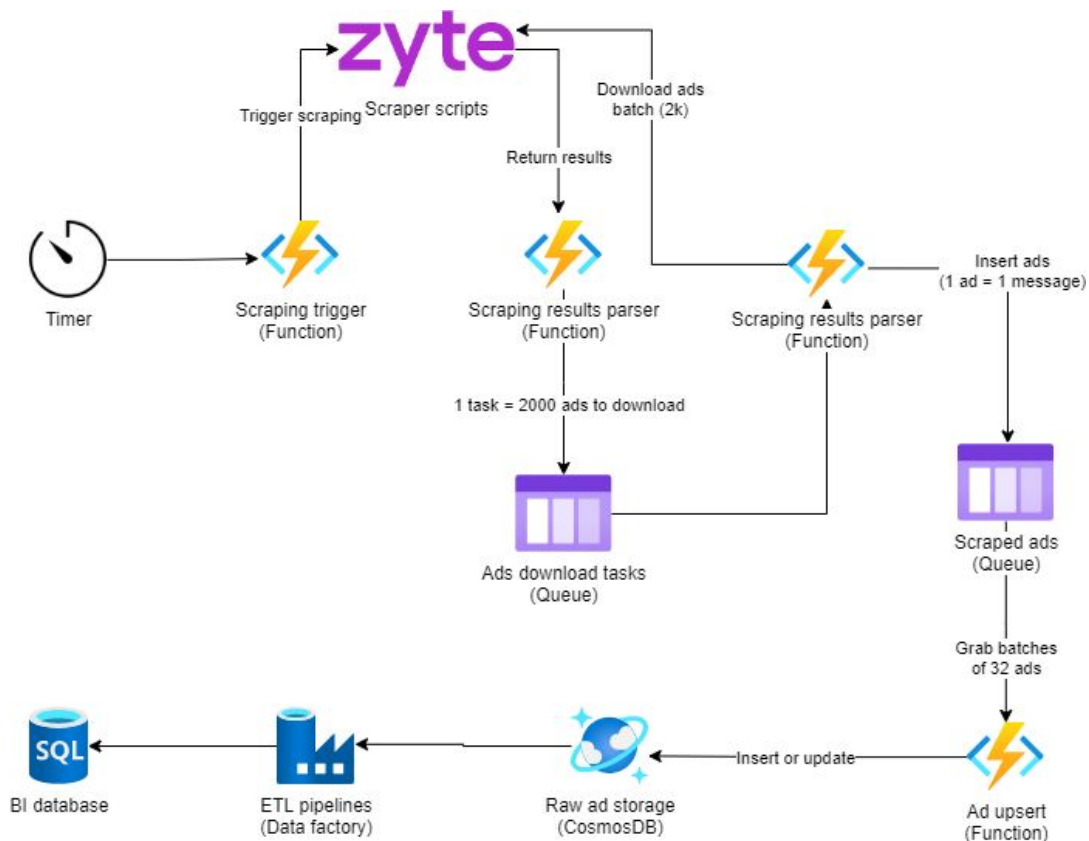 zyte
Scraper scripts
Trigger scraping
Download ads
batch (2k)
Return results
Timer
Scraping trigger
(Function)
Scraping results parser
(Function)
Scraping results parser
(Function)
Insert ads
(1 ad = 1 message)
1 task = 2000 ads to download
Ads download tasks
(Queue)
Scraped ads
(Queue)
Grab batches
of 32 ads
SQL
BI database
ETL pipelines
(Data factory)
Raw ad storage
(CosmosDB)
Insert or update
Ad upsert
(Function)